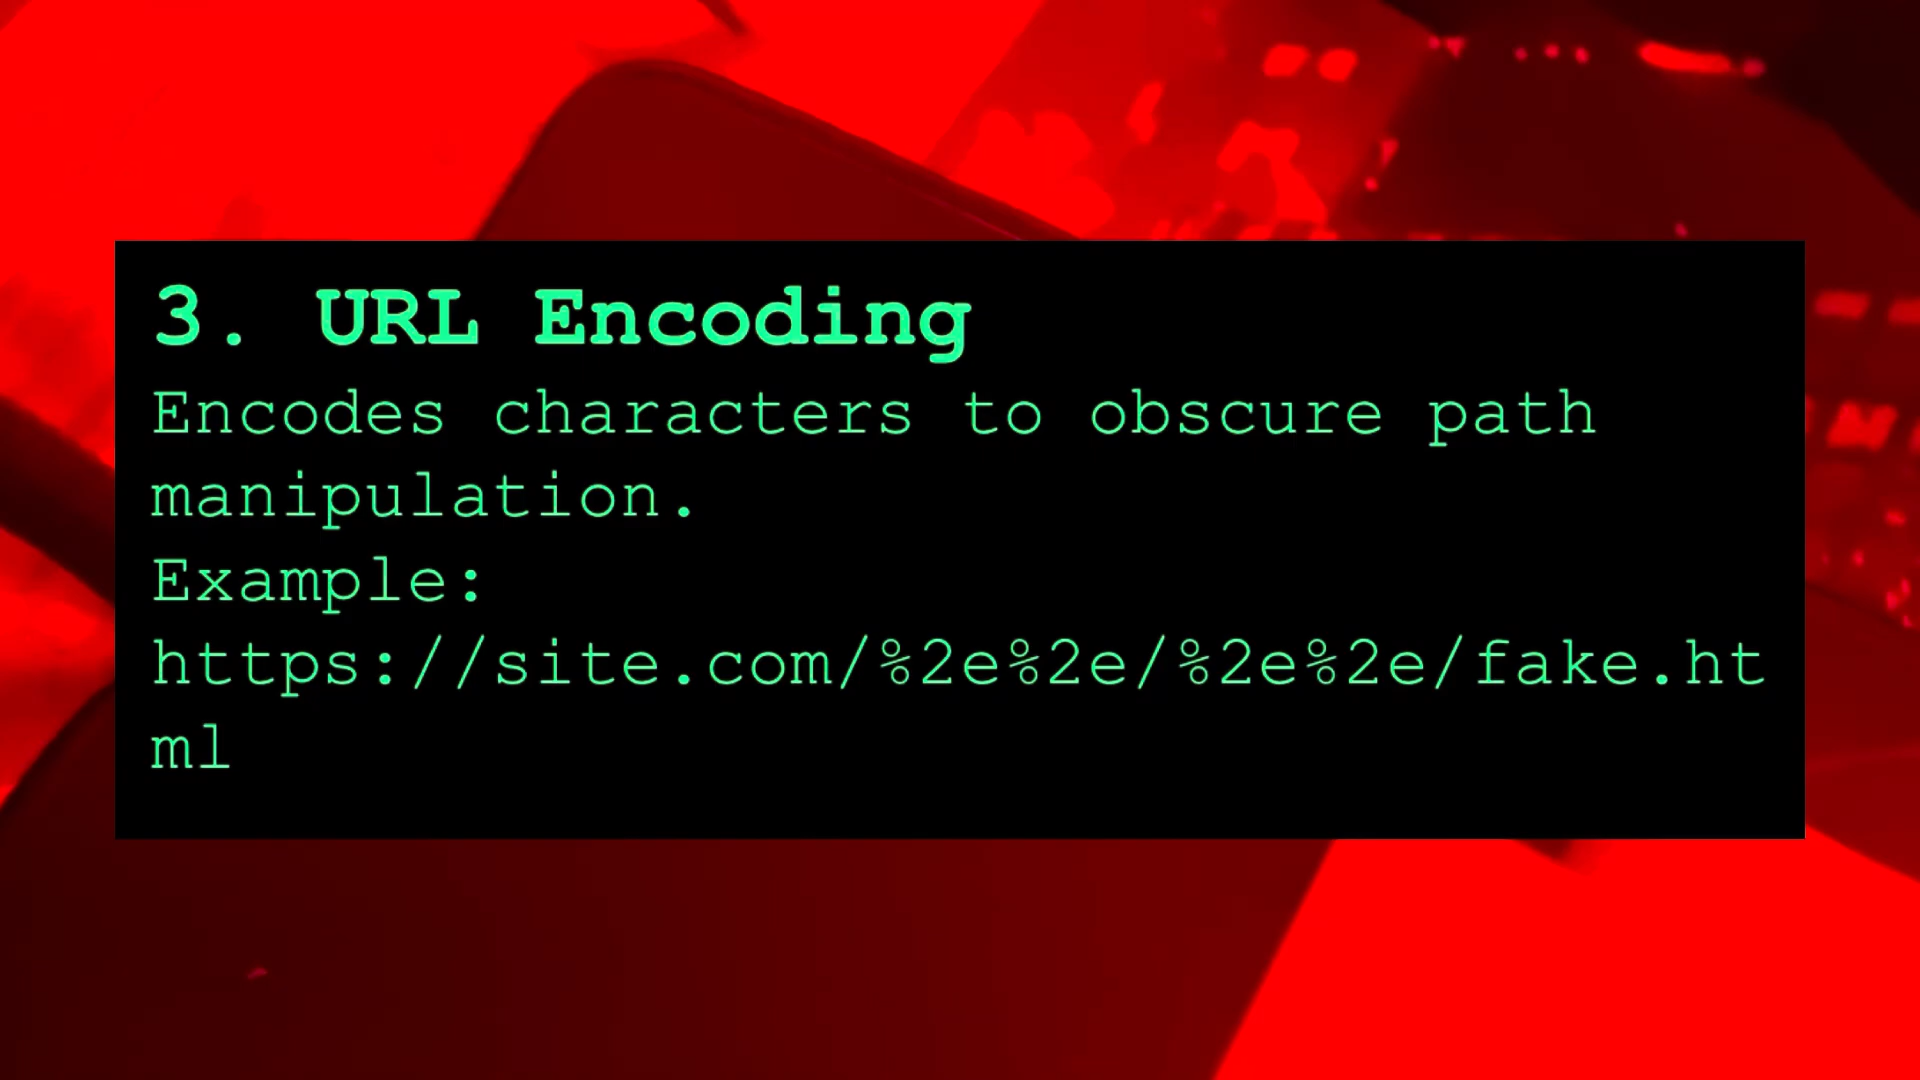 3. URL Encoding
Encodes characters to obscure path
manipulation.
Example:
https://site.com/%2e%2e/%2e%2e/fake.ht
ml